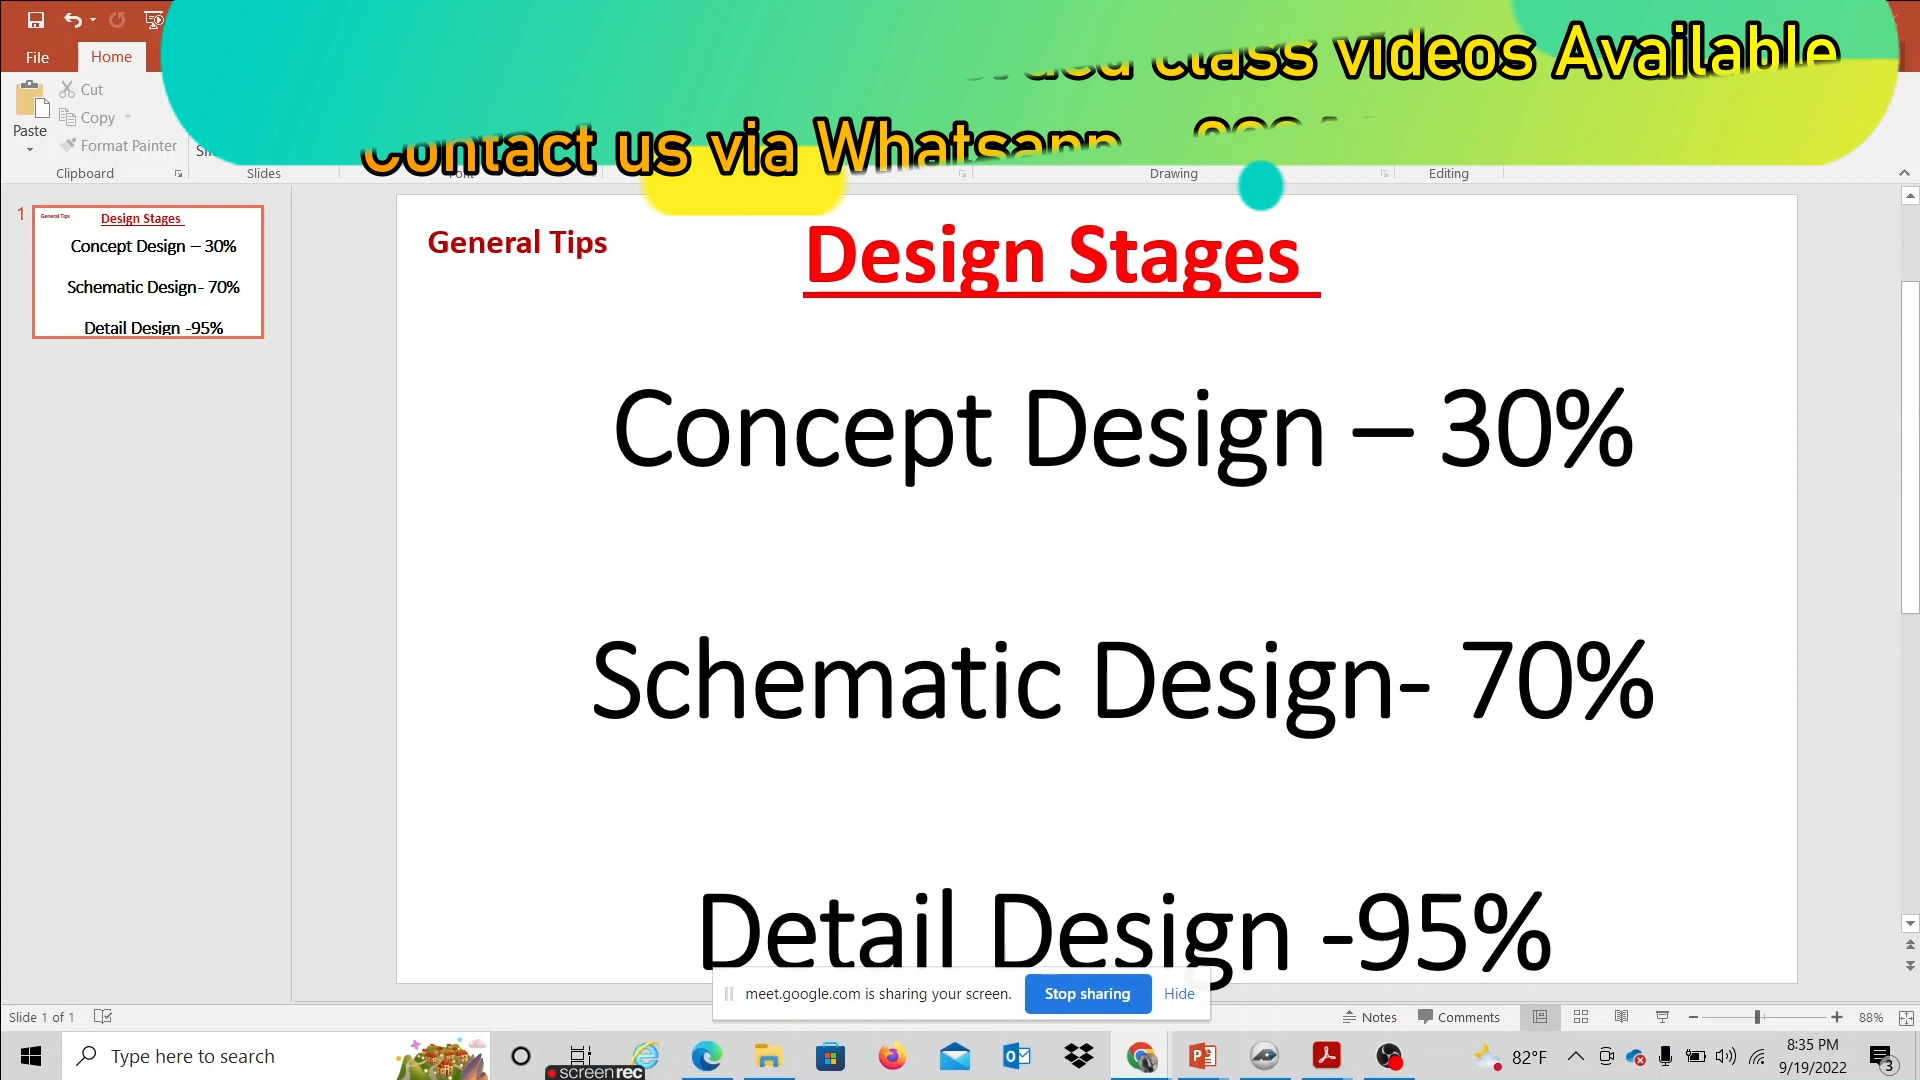 class videos Available
Contact us via Whatsapp
File
Home
Cut
Copy
Paste
Format Painter
Clipboard
Slides
Drawing
Editing
1
General Tips
Design Stages
Concept Design – 30%
Schematic Design- 70%
Detail Design -95%
General Tips
Design Stages
Concept Design – 30%
Schematic Design- 70%
Detail Design -95%
meet.google.com is sharing your screen.
Stop sharing
Hide
Slide 1 of 1
Notes
Comments
88%
Type here to search
screenrec
82°F
8:35 PM
9/19/2022
3